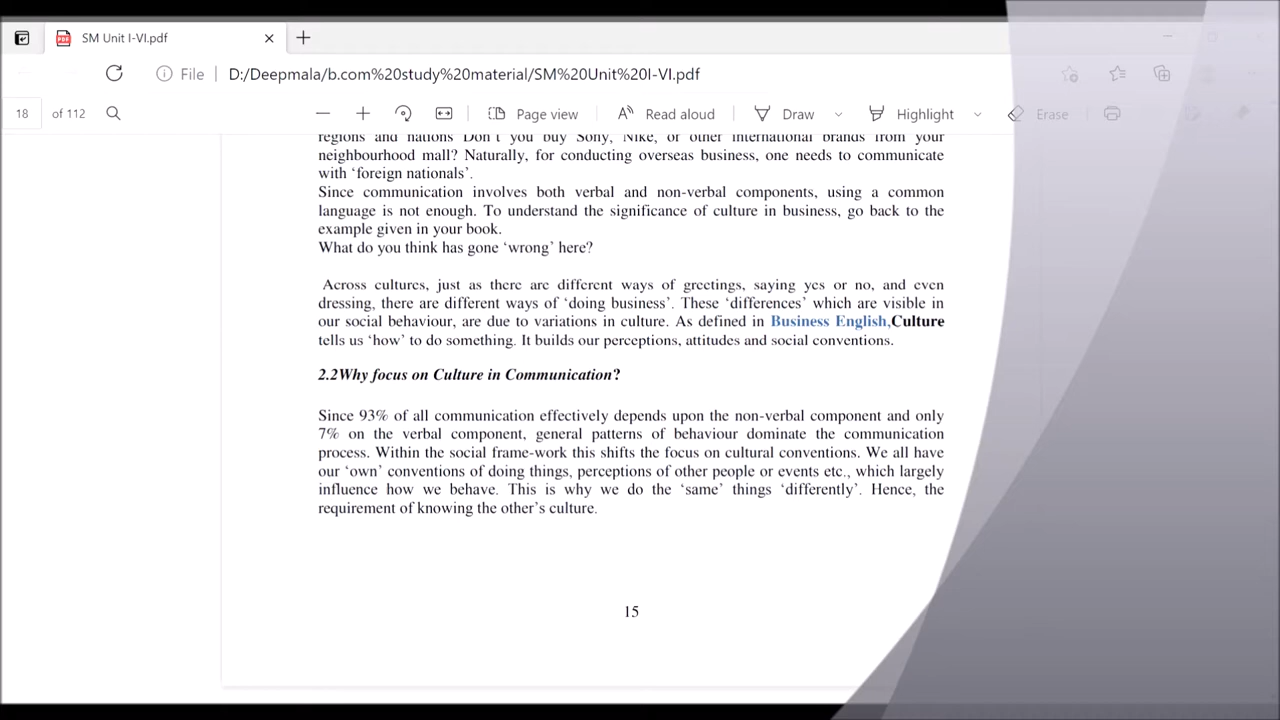 SM Unit I-VI.pdf
File
D:/Deepmala/b.com%20study%20material/SM%20Unit%20I-VI.pdf
18 of 112
Page view
Read aloud
Draw
Highlight
Erase
regions and nations Don't you buy Sony, Nike, or other international brands from your
neighbourhood mall? Naturally, for conducting overseas business, one needs to communicate
with ‘foreign nationals’.
Since communication involves both verbal and non-verbal components, using a common
language is not enough. To understand the significance of culture in business, go back to the
example given in your book.
What do you think has gone ‘wrong’ here?
Across cultures, just as there are different ways of greetings, saying yes or no, and even
dressing, there are different ways of ‘doing business’. These ‘differences’ which are visible in
our social behaviour, are due to variations in culture. As defined in Business English,Culture
tells us ‘how’ to do something. It builds our perceptions, attitudes and social conventions.
2.2Why focus on Culture in Communication?
Since 93% of all communication effectively depends upon the non-verbal component and only
7% on the verbal component, general patterns of behaviour dominate the communication
process. Within the social frame-work this shifts the focus on cultural conventions. We all have
our ‘own’ conventions of doing things, perceptions of other people or events etc., which largely
influence how we behave. This is why we do the ‘same’ things ‘differently’. Hence, the
requirement of knowing the other’s culture.
15